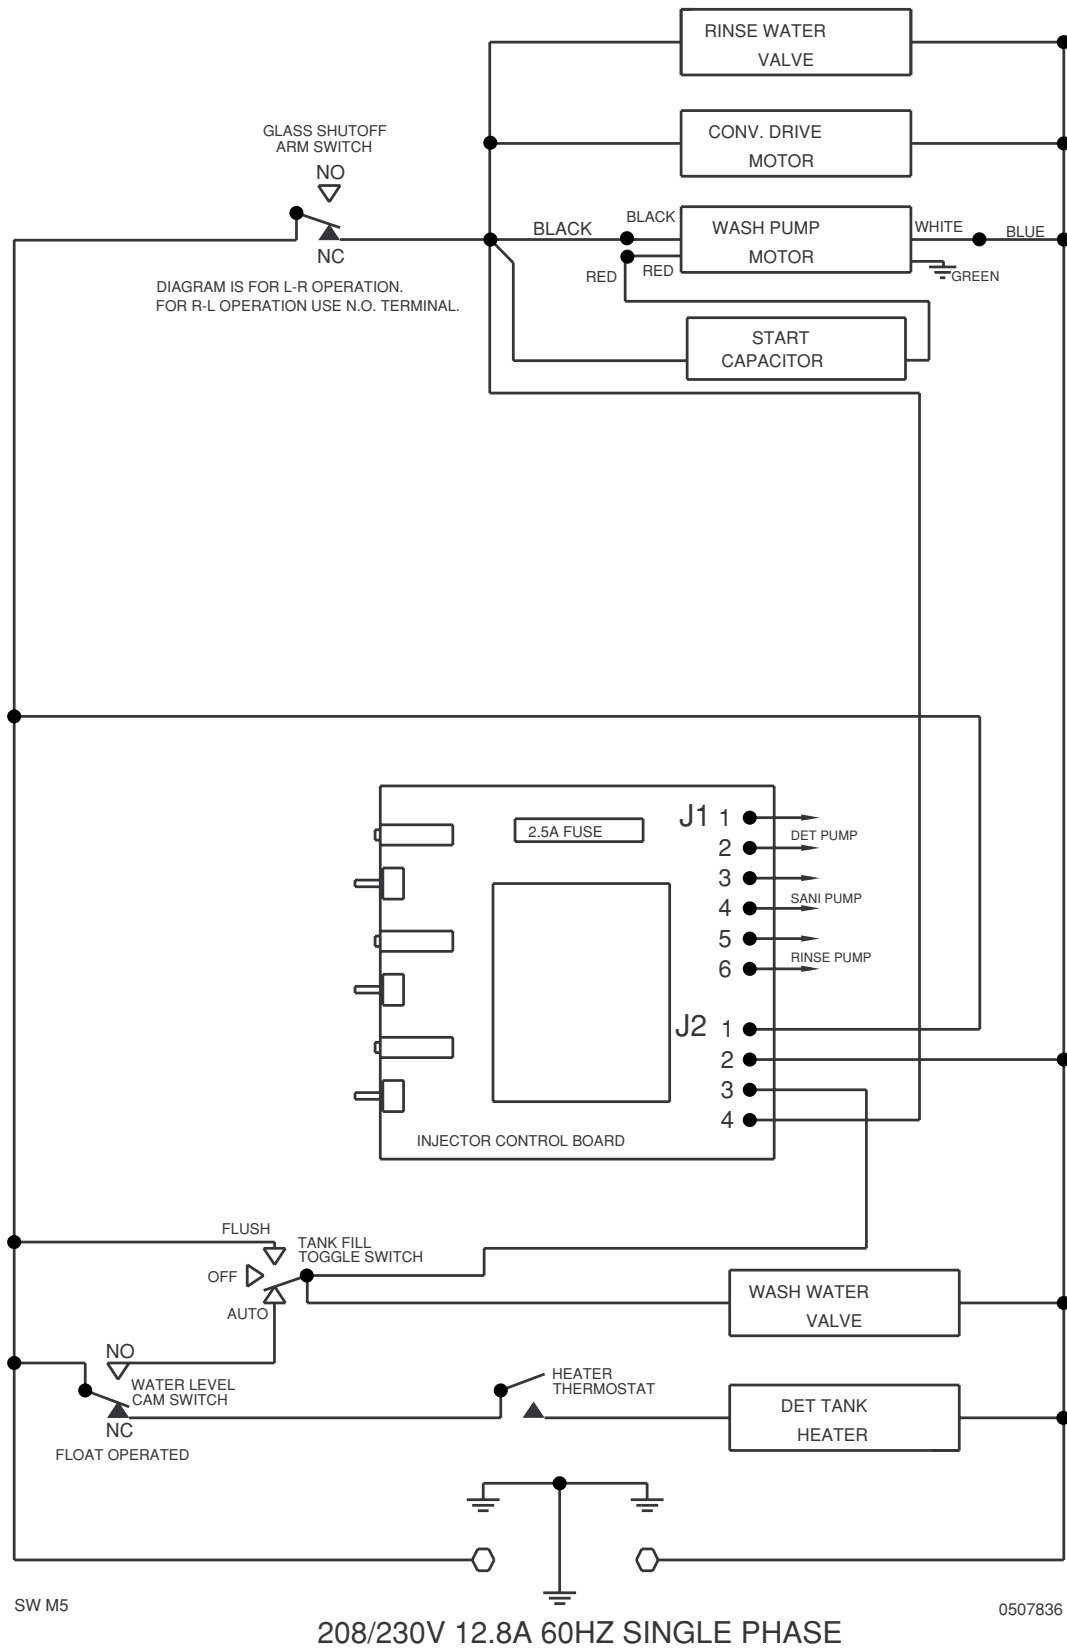 RINSE WATER
VALVE
GLASS SHUTOFF
ARM SWITCH
NO
NC
CONV. DRIVE
MOTOR
BLACK
BLACK
WASH PUMP
MOTOR
WHITE
BLUE
RED
RED
GREEN
DIAGRAM IS FOR L-R OPERATION.
FOR R-L OPERATION USE N.O. TERMINAL.
START
CAPACITOR
2.5A FUSE
J1
1
DET PUMP
2
3
SANI PUMP
4
5
RINSE PUMP
6
J2
1
2
3
4
INJECTOR CONTROL BOARD
FLUSH
TANK FILL
TOGGLE SWITCH
OFF
AUTO
WASH WATER
VALVE
NO
WATER LEVEL
CAM SWITCH
NC
FLOAT OPERATED
HEATER
THERMOSTAT
DET TANK
HEATER
SW M5
0507836
208/230V 12.8A 60HZ SINGLE PHASE